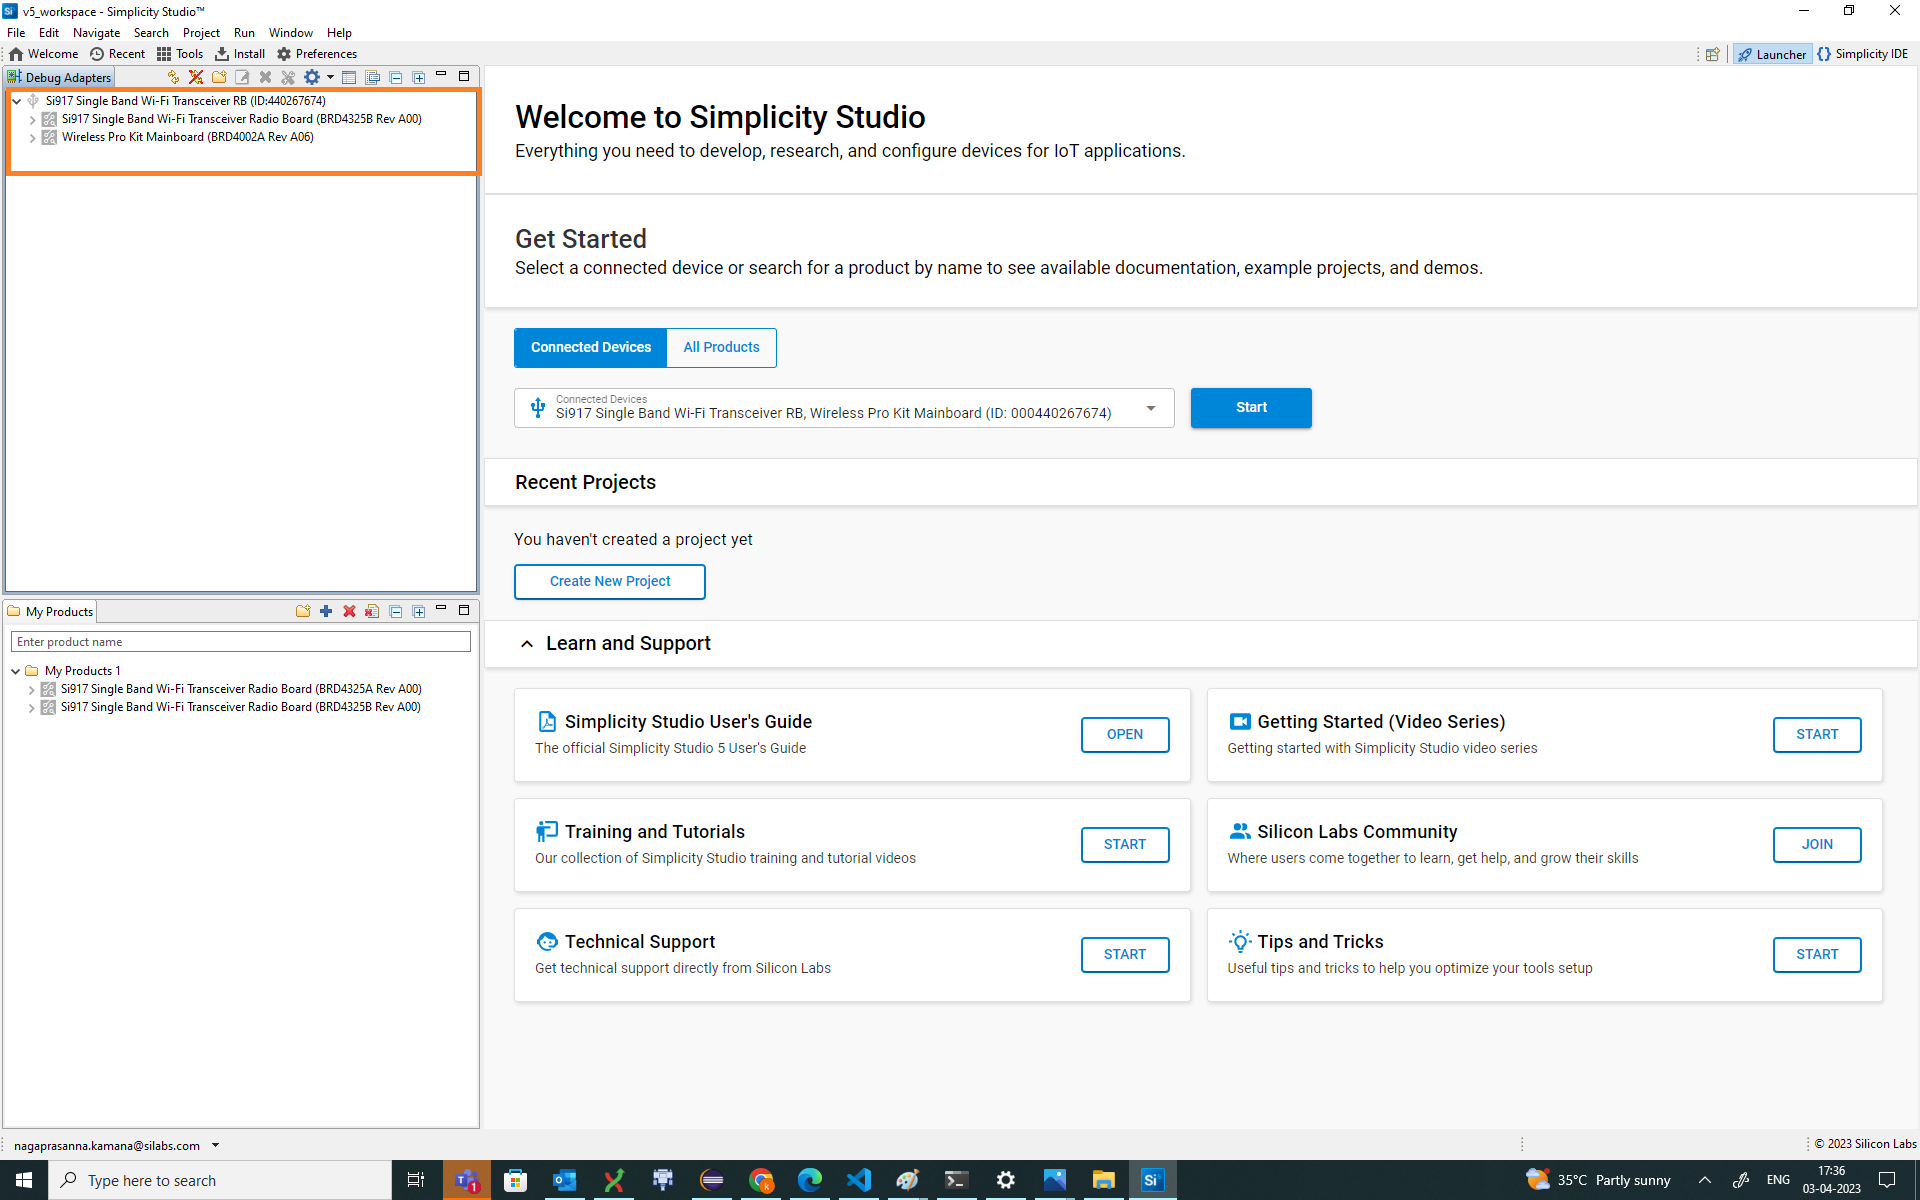 Si v5_workspace - Simplicity Studio™
File Edit Navigate Search Project Run Window Help
Welcome Recent Tools Install Preferences
Launcher {} Simplicity IDE
Debug Adapters
Si917 Single Band Wi-Fi Transceiver RB (ID:440267674)
Si917 Single Band Wi-Fi Transceiver Radio Board (BRD4325B Rev A00)
Wireless Pro Kit Mainboard (BRD4002A Rev A06)
Welcome to Simplicity Studio
Everything you need to develop, research, and configure devices for IoT applications.
Get Started
Select a connected device or search for a product by name to see available documentation, example projects, and demos.
Connected Devices All Products
Connected Devices
Si917 Single Band Wi-Fi Transceiver RB, Wireless Pro Kit Mainboard (ID: 000440267674)
Start
Recent Projects
You haven't created a project yet
Create New Project
My Products
Enter product name
My Products 1
Si917 Single Band Wi-Fi Transceiver Radio Board (BRD4325A Rev A00)
Si917 Single Band Wi-Fi Transceiver Radio Board (BRD4325B Rev A00)
Learn and Support
Simplicity Studio User's Guide
The official Simplicity Studio 5 User's Guide
OPEN
Getting Started (Video Series)
Getting started with Simplicity Studio video series
START
Training and Tutorials
Our collection of Simplicity Studio training and tutorial videos
START
Silicon Labs Community
Where users come together to learn, get help, and grow their skills
JOIN
Technical Support
Get technical support directly from Silicon Labs
START
Tips and Tricks
Useful tips and tricks to help you optimize your tools setup
START
nagaprasanna.kamana@silabs.com
© 2023 Silicon Labs
Type here to search
1
k
Si
35°C Partly sunny
ENG
17:36
03-04-2023